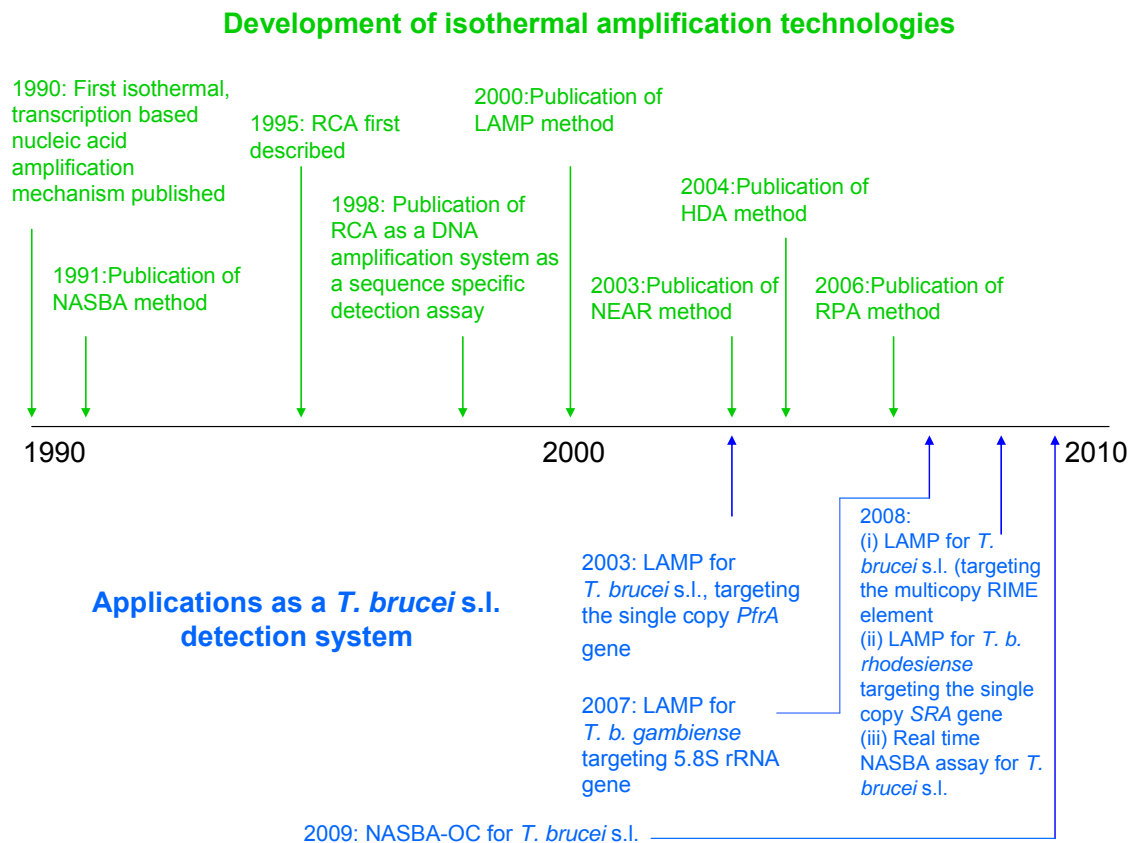 Development of isothermal amplification technologies
1990: First isothermal,
transcription based
nucleic acid
amplification
mechanism published
1991:Publication of
NASBA method
1995: RCA first
described
1998: Publication of
RCA as a DNA
amplification system as
a sequence specific
detection assay
2000:Publication of
LAMP method
2003:Publication of
NEAR method
2004:Publication of
HDA method
2006:Publication of
RPA method
1990
2000
2010
Applications as a T. brucei s.l.
detection system
2003: LAMP for
T. brucei s.l., targeting
the single copy PfrA
gene
2007: LAMP for
T. b. gambiense
targeting 5.8S rRNA
gene
2008:
(i) LAMP for T.
brucei s.l. (targeting
the multicopy RIME
element
(ii) LAMP for T. b.
rhodesiense
targeting the single
copy SRA gene
(iii) Real time
NASBA assay for T.
brucei s.l.
2009: NASBA-OC for T. brucei s.l.